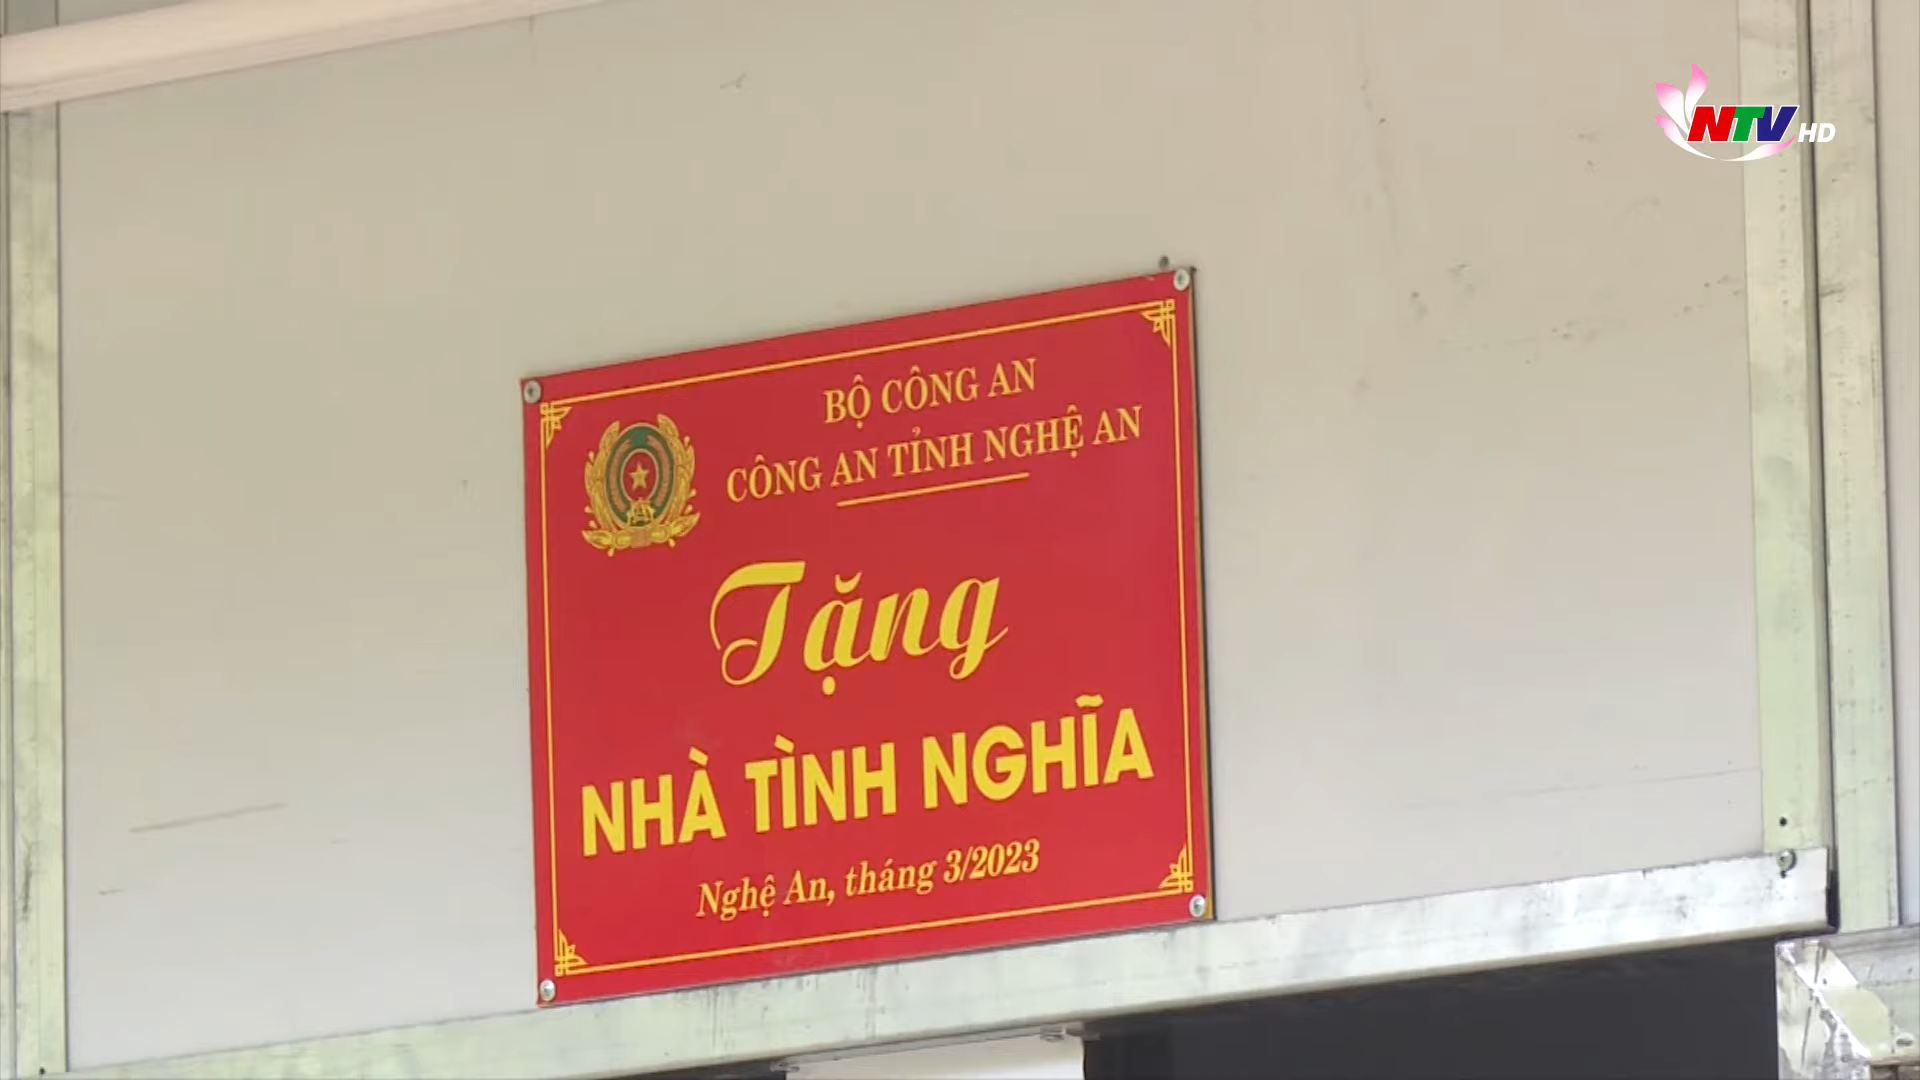 NTV HD
BỘ CÔNG AN
CÔNG AN TỈNH NGHỆ AN
Tặng
NHÀ TÌNH NGHĨA
Nghệ An, tháng 3/2023